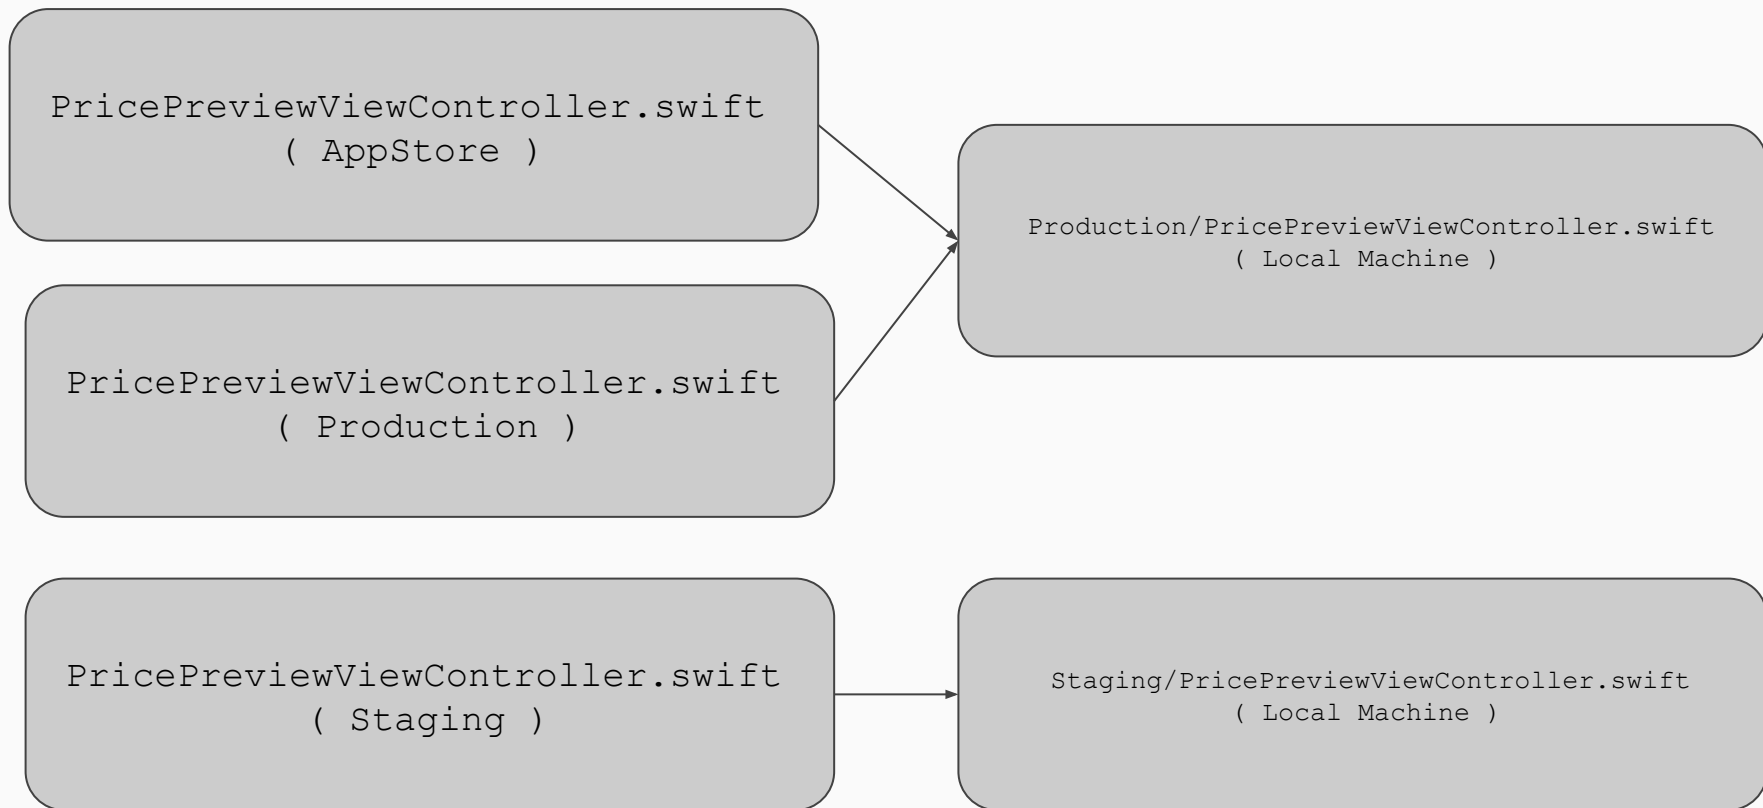 PricePreviewViewController.swift
( AppStore )
Production/PricePreviewViewController.swift
( Local Machine )
PricePreviewViewController.swift
( Production )
PricePreviewViewController.swift
( Staging )
Staging/PricePreviewViewController.swift
( Local Machine )